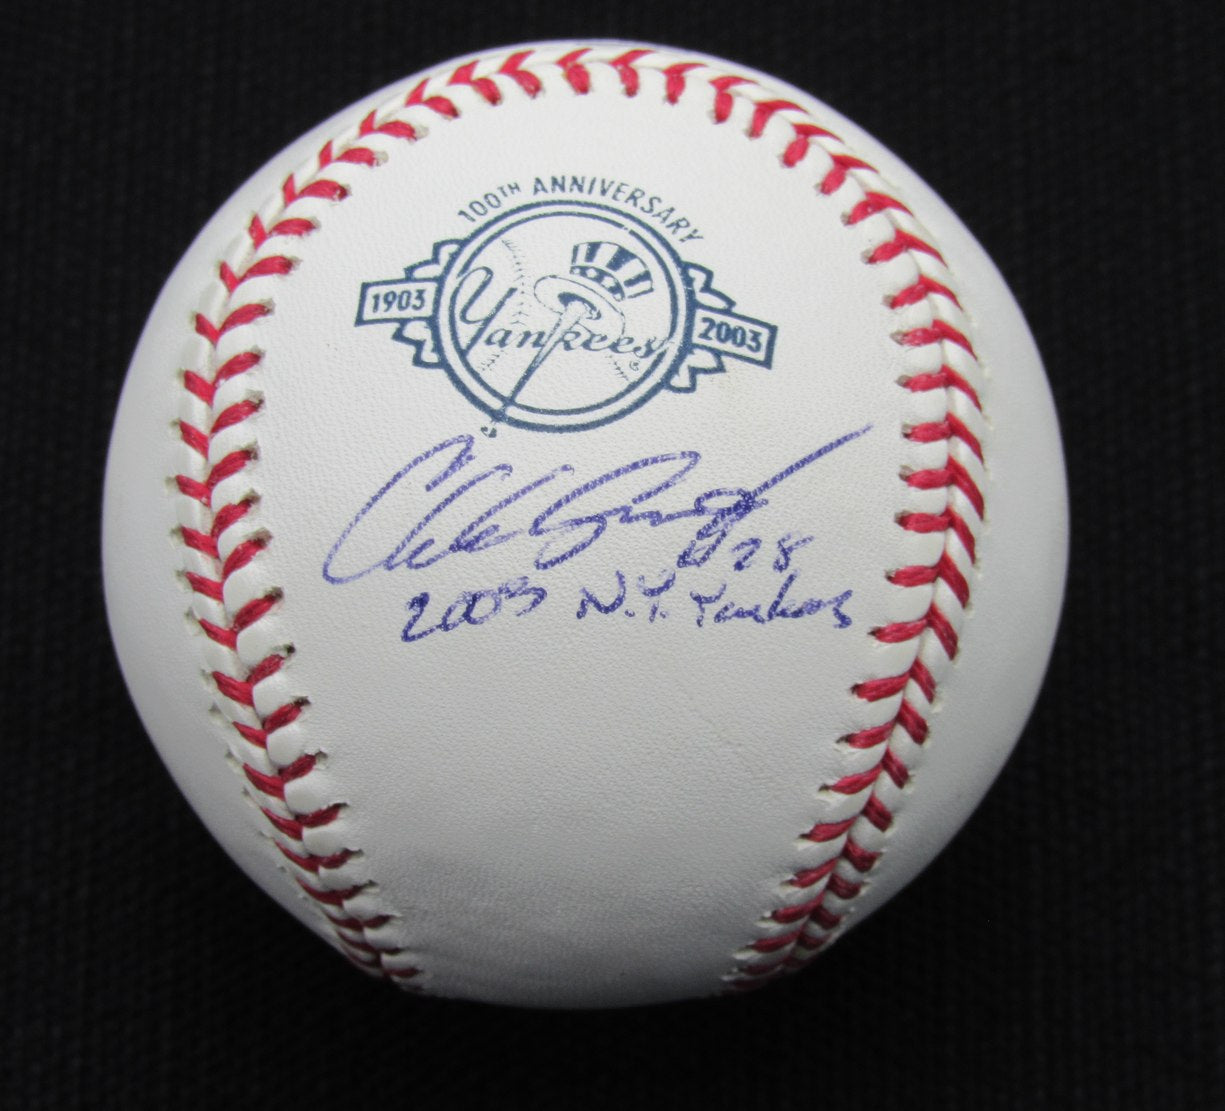 100TH ANNIVERSARY
1903
Yankees
2003
#28
2003 N.Y. Yankees